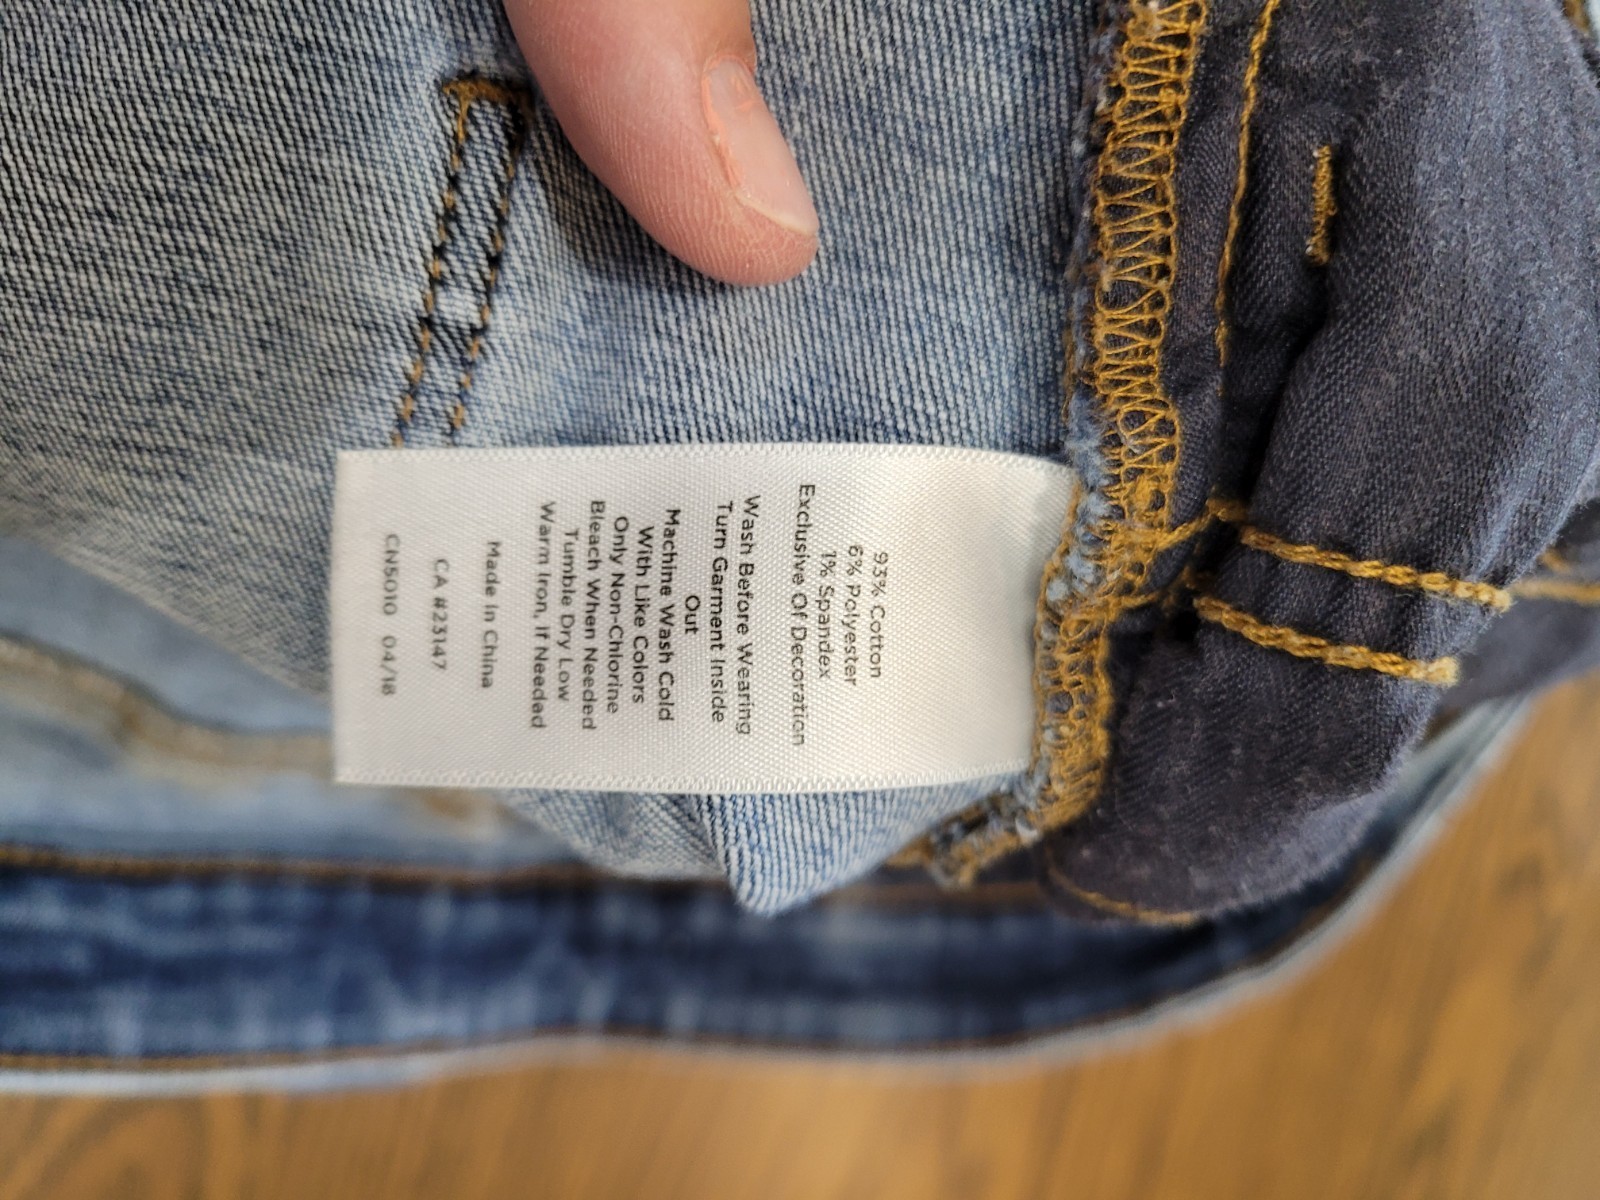 93% Cotton
6% Polyester
1% Spandex
Exclusive Of Decoration
Wash Before Wearing
Turn Garment Inside
Out
Machine Wash Cold
With Like Colors
Only Non-Chlorine
Bleach When Needed
Tumble Dry Low
Warm Iron, If Needed
Made In China
CA #23147
CN5010 04/18